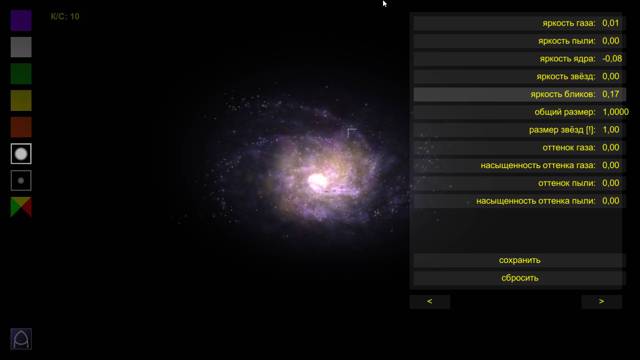 К/С: 10
яркость газа: 0,01
яркость пыли: 0,00
яркость ядра: -0,08
яркость звёзд: 0,00
яркость бликов: 0,17
общий размер: 1,0000
размер звёзд [!]: 1,00
оттенок газа: 0,00
насыщенность оттенка газа: 0,00
оттенок пыли: 0,00
насыщенность оттенка пыли: 0,00
сохранить
сбросить
< >